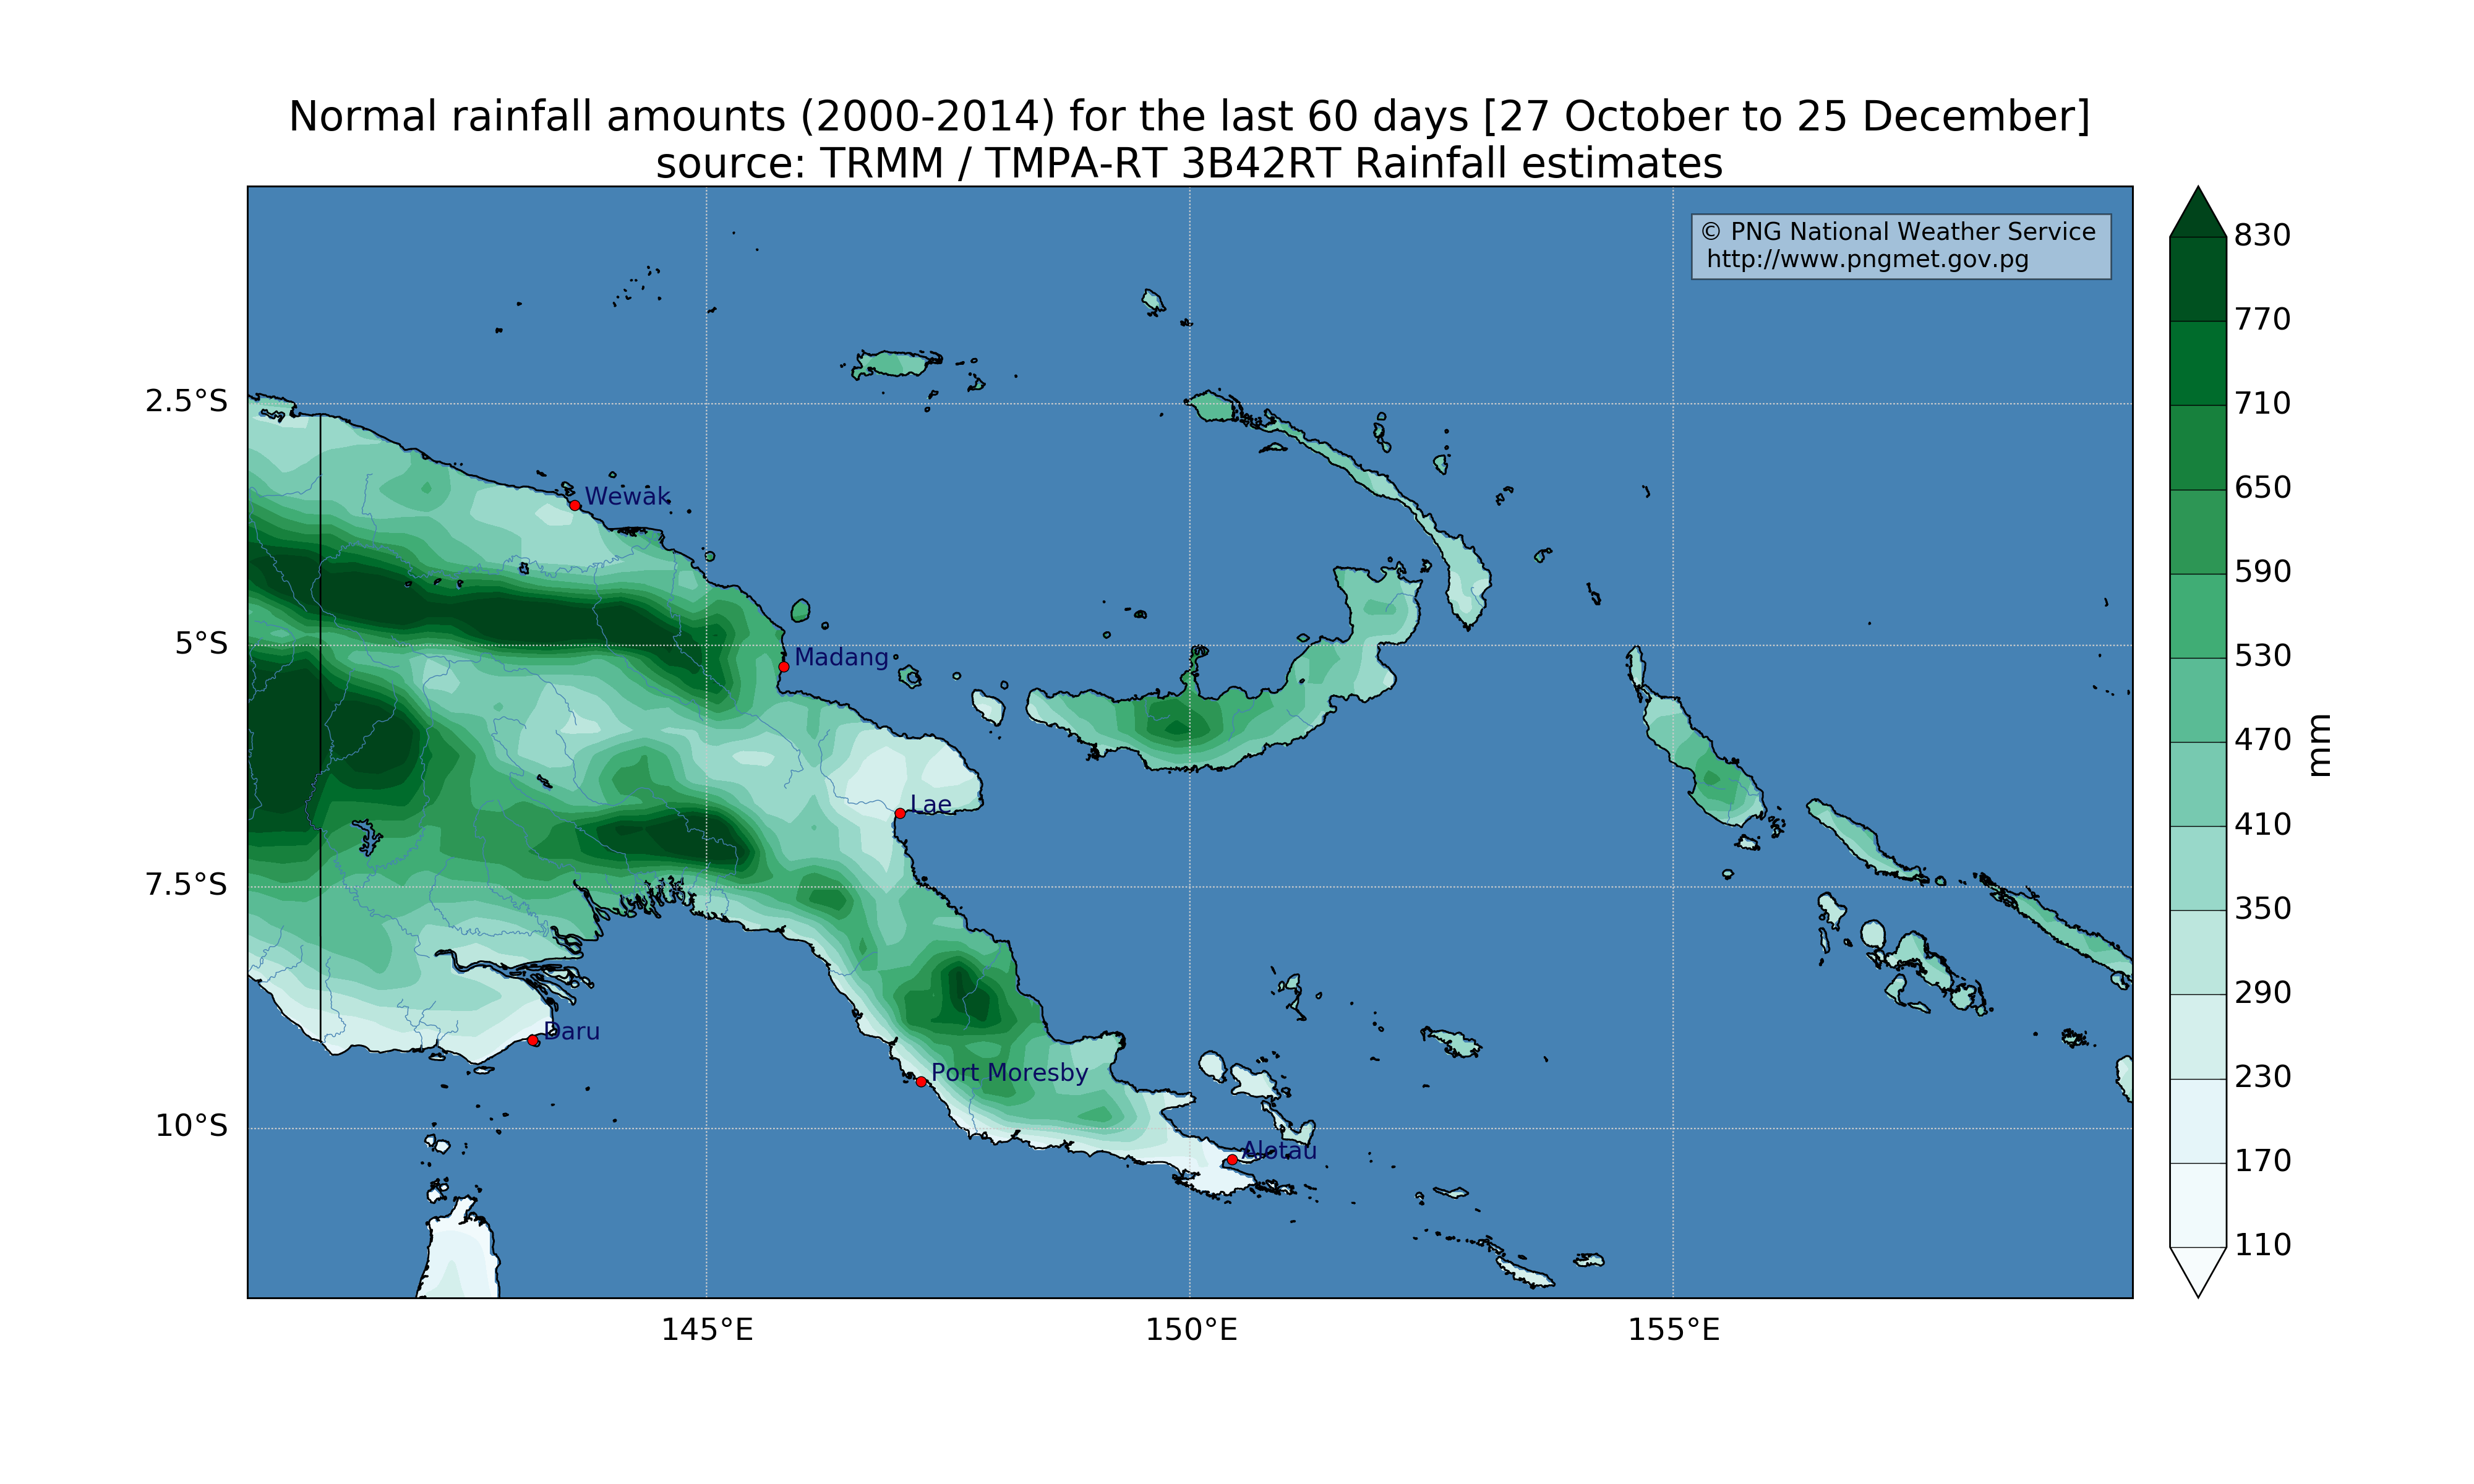 Normal rainfall amounts (2000-2014) for the last 60 days [27 October to 25 December]
source: TRMM / TMPA-RT 3B42RT Rainfall estimates
© PNG National Weather Service
http://www.pngmet.gov.pg
2.5°S
5°S
7.5°S
10°S
Wewak
Madang
Lae
Daru
Port Moresby
Alotau
145°E
150°E
155°E
830
770
710
650
590
530
470
410
350
290
230
170
110
mm